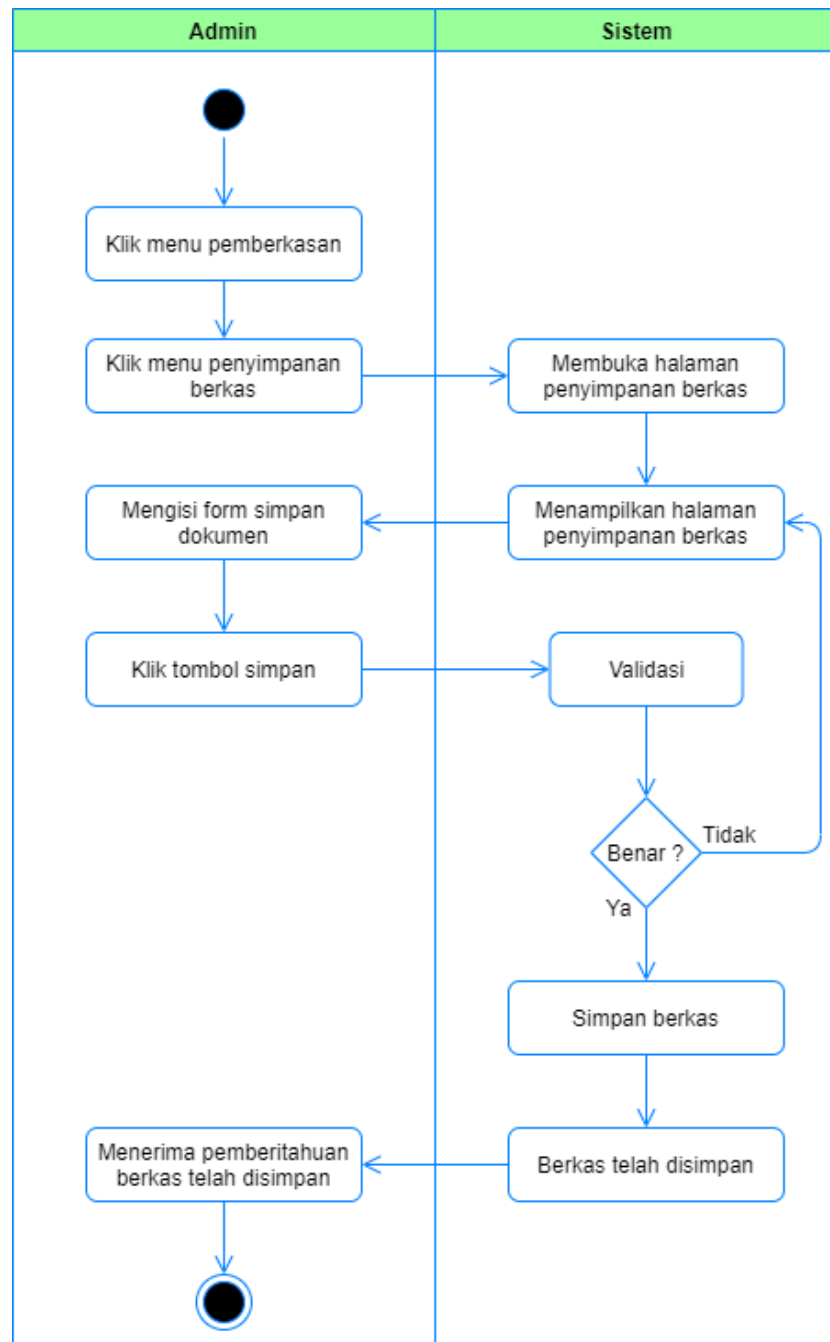 Admin
Sistem
Klik menu pemberkasan
Klik menu penyimpanan
berkas
Membuka halaman
penyimpanan berkas
Mengisi form simpan
dokumen
Menampilkan halaman
penyimpanan berkas
Klik tombol simpan
Validasi
Benar ?
Tidak
Ya
Simpan berkas
Menerima pemberitahuan
berkas telah disimpan
Berkas telah disimpan